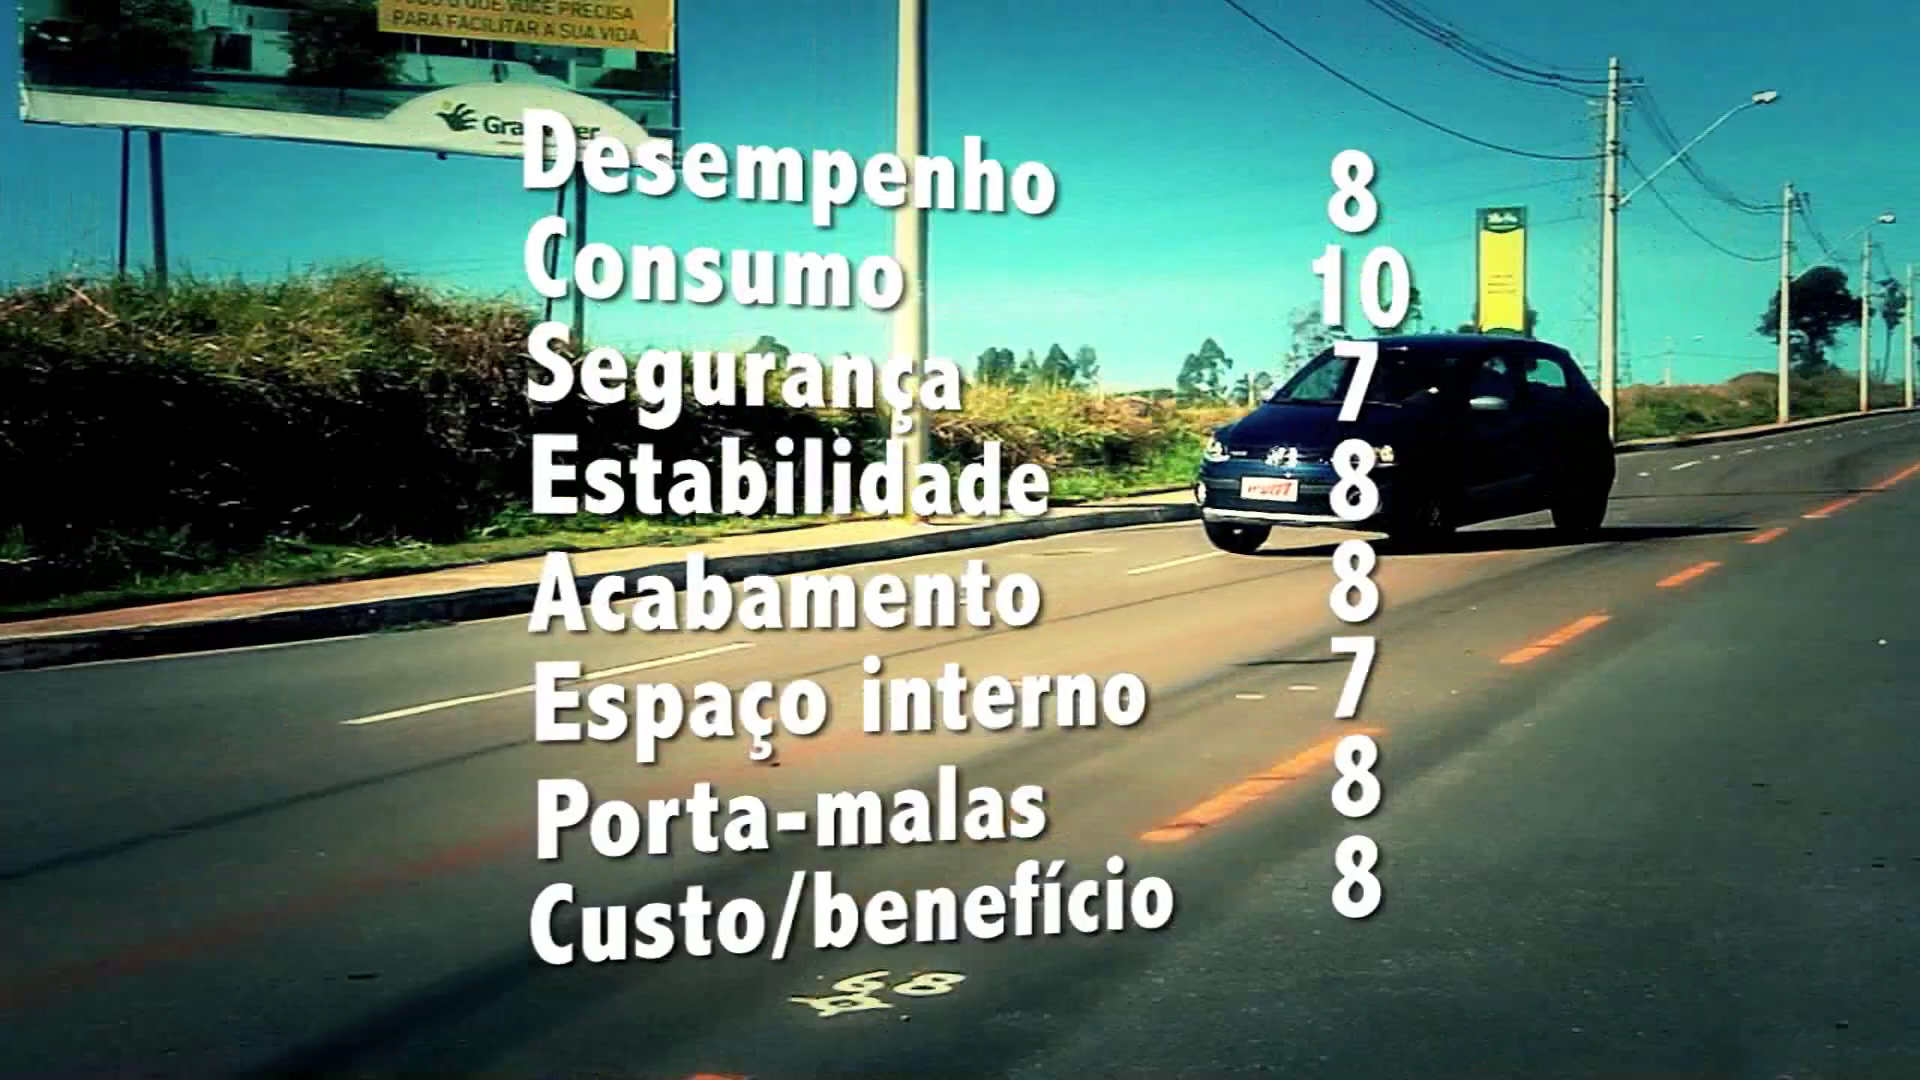 PRECISA
PARA FACILITAR A SUA VIDA.
Desempenho 8
Consumo 10
Segurança 7
Estabilidade 8
Acabamento 8
Espaço interno 7
Porta-malas 8
Custo/benefício 8